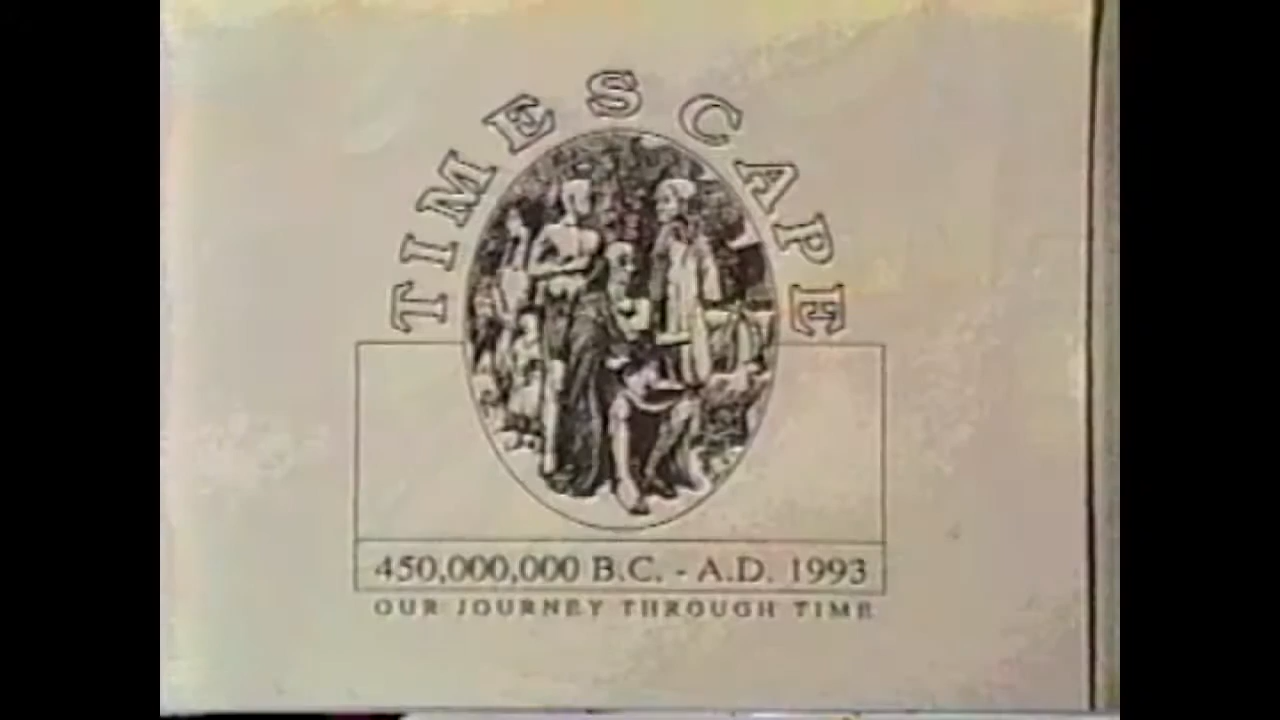 TIMESCAPE
450,000,000 B.C. - A.D. 1993
OUR JOURNEY THROUGH TIME